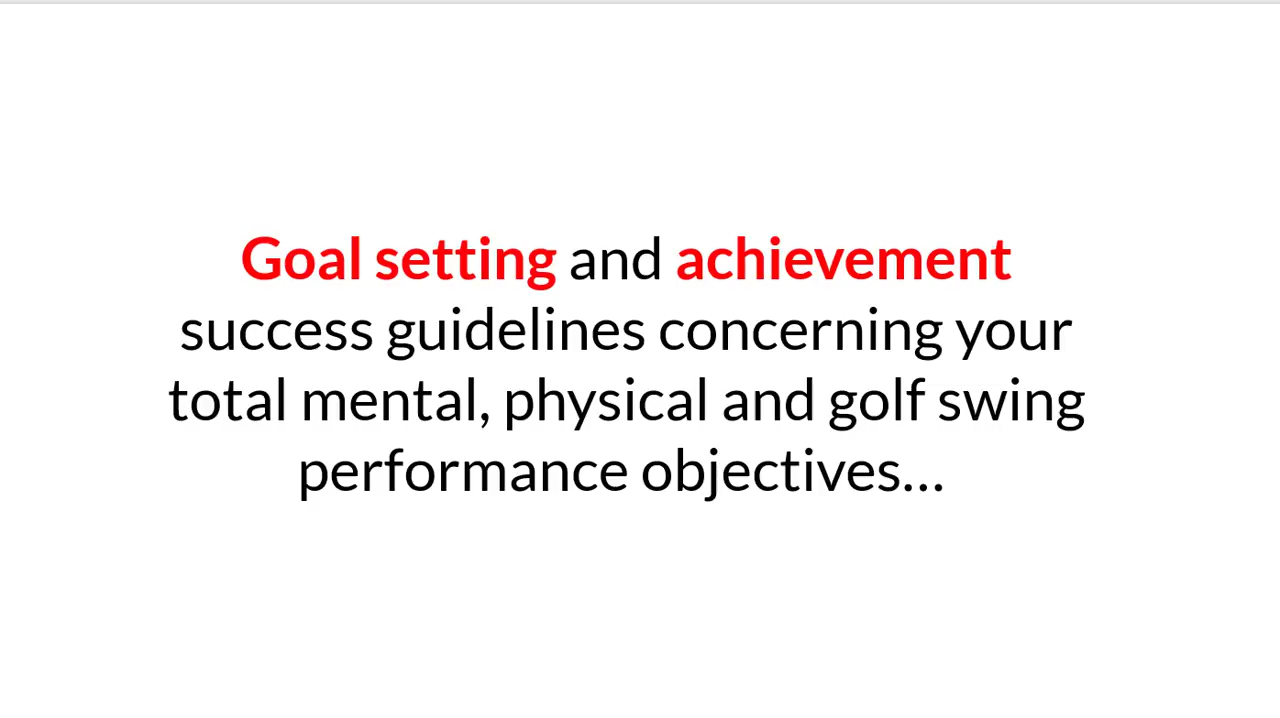 Goal setting and achievement
success guidelines concerning your
total mental, physical and golf swing
performance objectives...